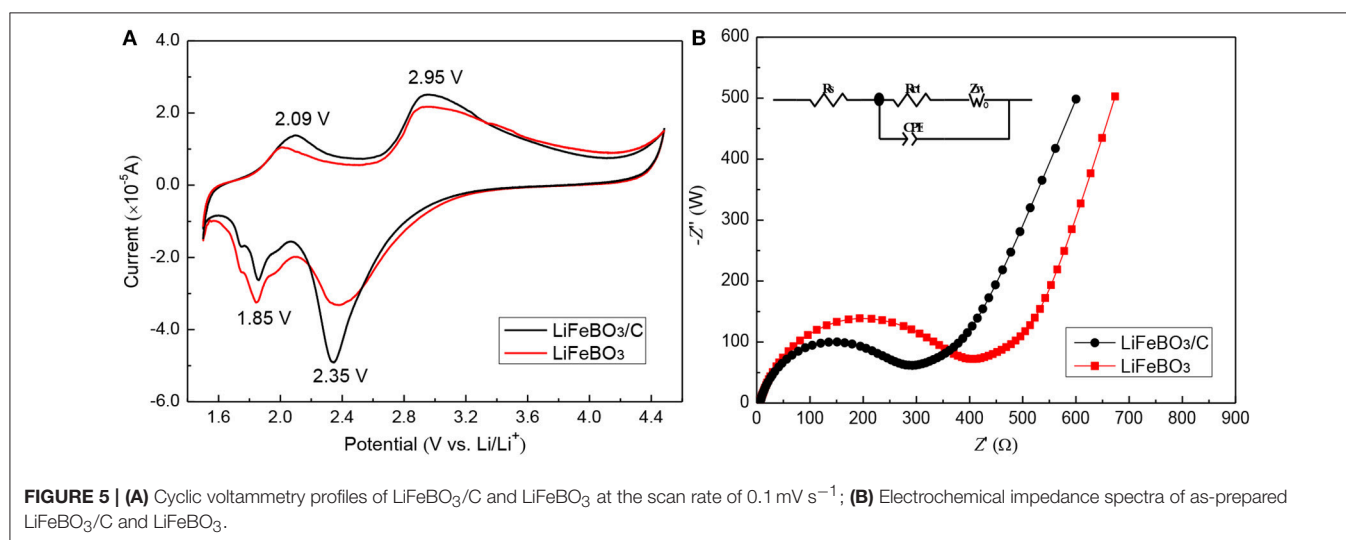 A
6.0
4.0
2.0
0.0
-2.0
-4.0
-6.0
Current (×10⁻⁵A)
2.09 V
2.95 V
1.85 V
2.35 V
LiFeBO₃/C
LiFeBO₃
1.6
2.0
2.4
2.8
3.2
3.6
4.0
4.4
Potential (V vs. Li/Li⁺)
B
600
500
400
300
200
100
0
-Z'' (W)
Rs
Rct
Zw
CPE
LiFeBO₃/C
LiFeBO₃
0
100
200
300
400
500
600
700
800
900
Z' (Ω)
FIGURE 5 | (A) Cyclic voltammetry profiles of LiFeBO₃/C and LiFeBO₃ at the scan rate of 0.1 mV s⁻¹; (B) Electrochemical impedance spectra of as-prepared
LiFeBO₃/C and LiFeBO₃.